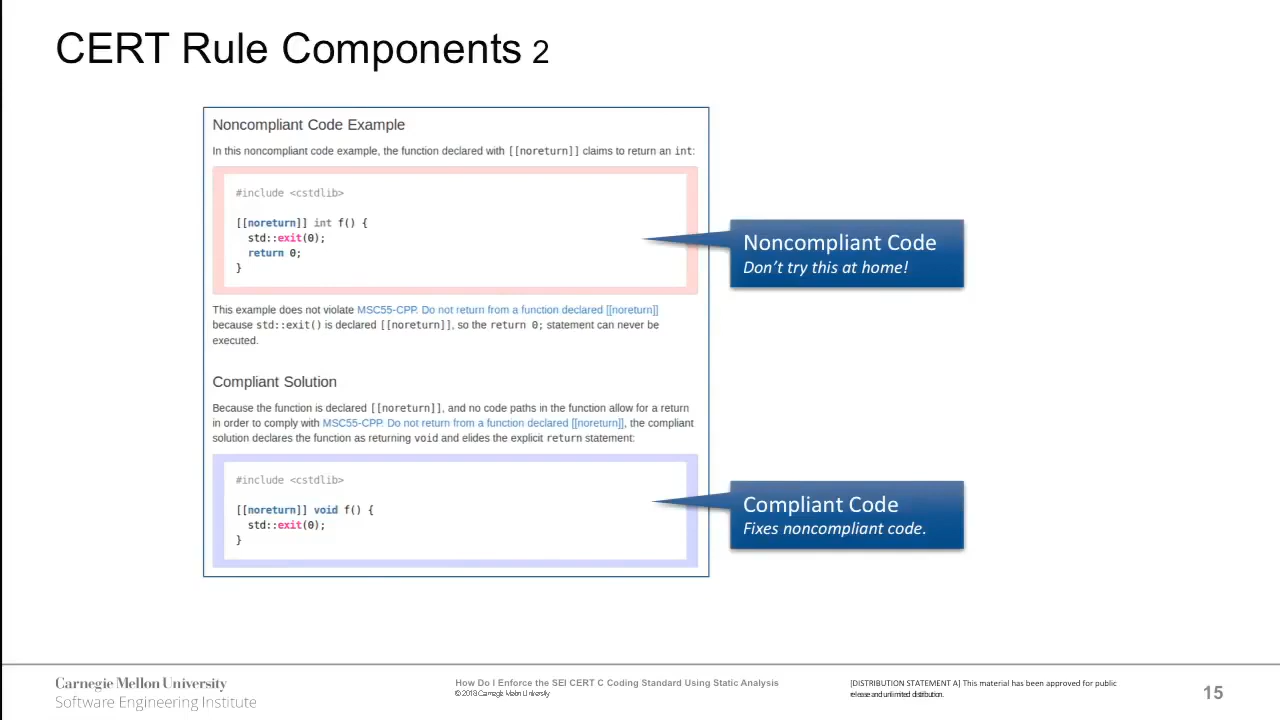 CERT Rule Components 2
Noncompliant Code Example
In this noncompliant code example, the function declared with [[noreturn]] claims to return an int:
#include <cstdlib>
[[noreturn]] int f() {
std::exit(0);
return 0;
}
This example does not violate MSC55-CPP. Do not return from a function declared [[noreturn]]
because std::exit() is declared [[noreturn]], so the return 0; statement can never be
executed.
Compliant Solution
Because the function is declared [[noreturn]], and no code paths in the function allow for a return
in order to comply with MSC55-CPP. Do not return from a function declared [[noreturn]], the compliant
solution declares the function as returning void and elides the explicit return statement:
#include <cstdlib>
[[noreturn]] void f() {
std::exit(0);
}
Noncompliant Code
Don't try this at home!
Compliant Code
Fixes noncompliant code.
Carnegie Mellon University
Software Engineering Institute
How Do I Enforce the SEI CERT C Coding Standard Using Static Analysis
© 2018 Carnegie Mellon University
[DISTRIBUTION STATEMENT A] This material has been approved for public
release and unlimited distribution.
15